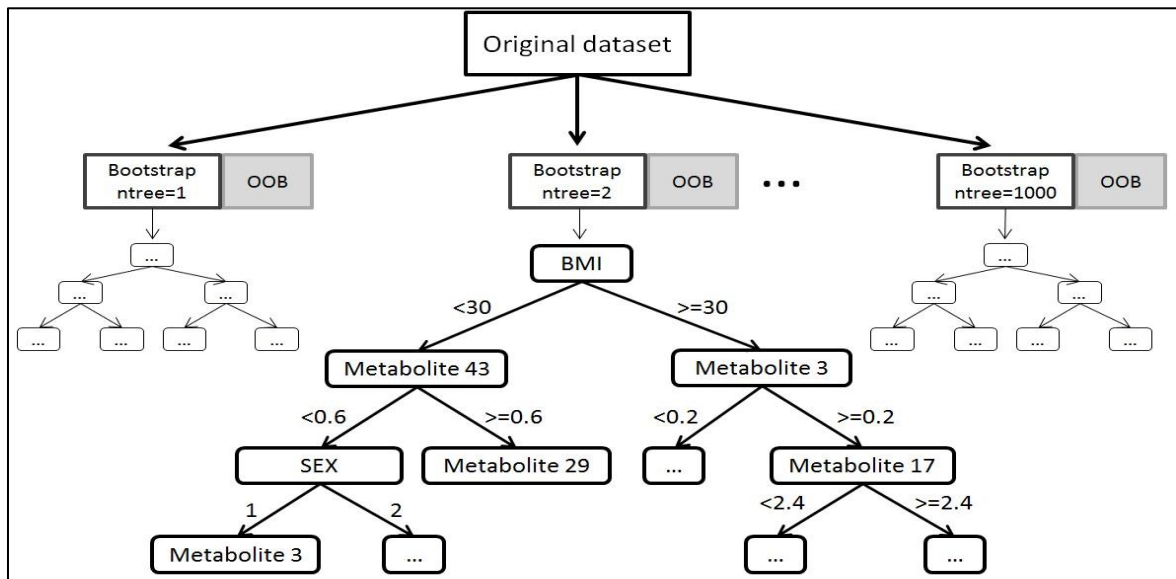 Original dataset
Bootstrap
ntree=1
OOB
Bootstrap
ntree=2
OOB
...
Bootstrap
ntree=1000
OOB
...
BMI
...
...
...
<30
>=30
...
...
...
...
...
...
...
...
...
Metabolite 43
Metabolite 3
<0.6
>=0.6
<0.2
>=0.2
SEX
Metabolite 29
...
Metabolite 17
1
2
<2.4
>=2.4
Metabolite 3
...
...
...